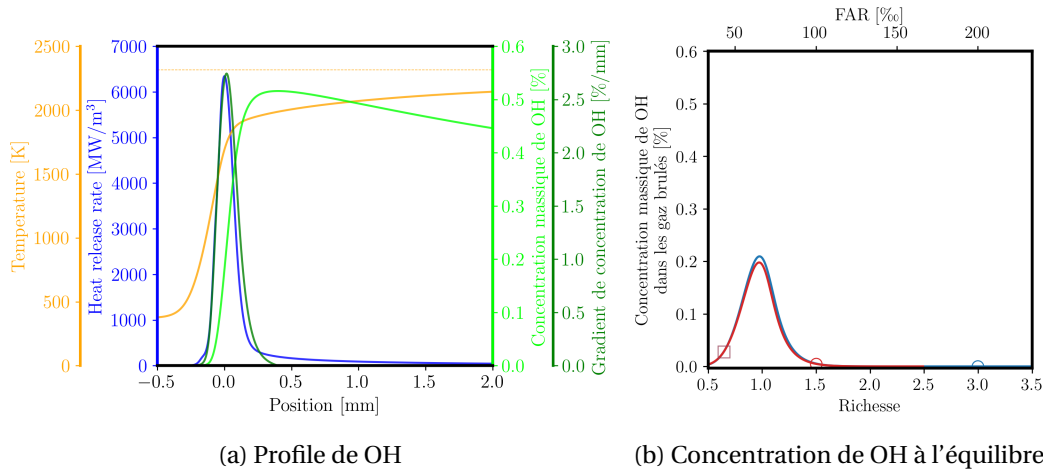 2500
2000
1500
1000
500
0
Temperature [K]
7000
6000
5000
4000
3000
2000
1000
0
Heat release rate [MW/m³]
−0.5 0.0 0.5 1.0 1.5 2.0
Position [mm]
0.6
0.5
0.4
0.3
0.2
0.1
0.0
Concentration massique de OH [%]
3.0
2.5
2.0
1.5
1.0
0.5
0.0
Gradient de concentration de OH [%/mm]
(a) Profile de OH
FAR [‰]
50 100 150 200
0.6
0.5
0.4
0.3
0.2
0.1
0.0
Concentration massique de OH
dans les gaz brulés [%]
0.5 1.0 1.5 2.0 2.5 3.0 3.5
Richesse
(b) Concentration de OH à l'équilibre